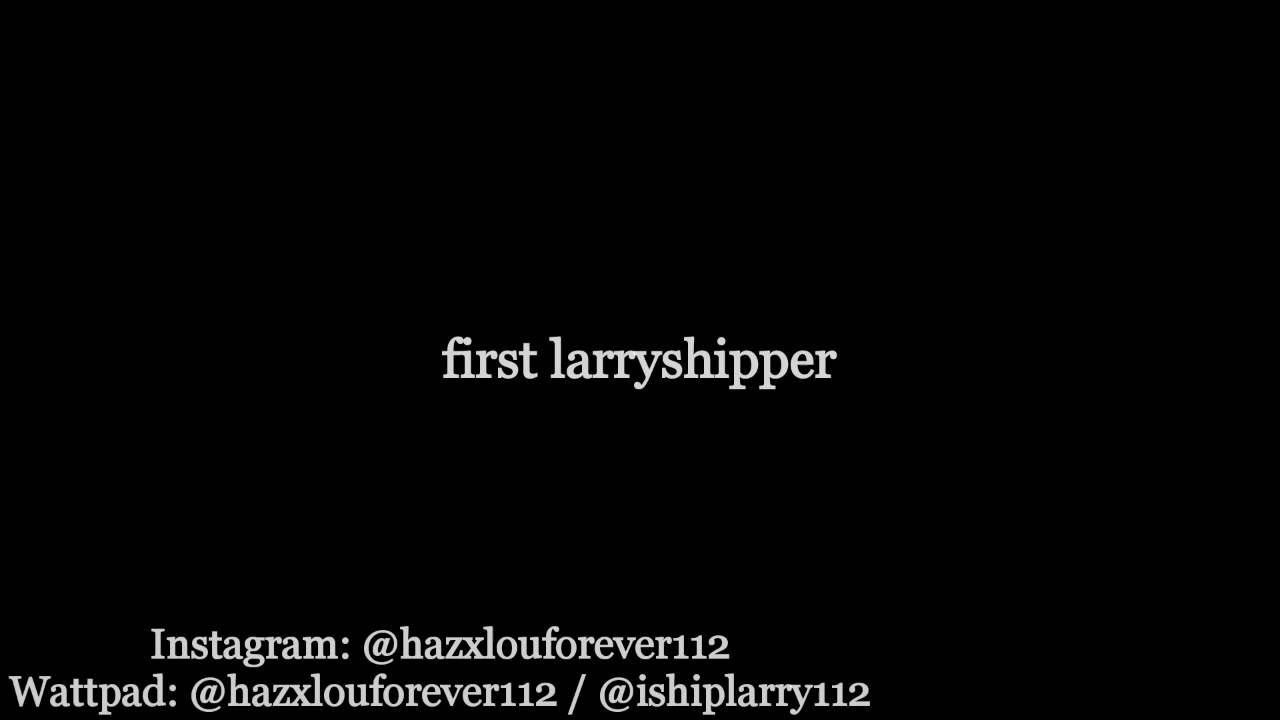 first larryshipper
Instagram: @hazxlouforever112
Wattpad: @hazxlouforever112 / @ishiplarry112